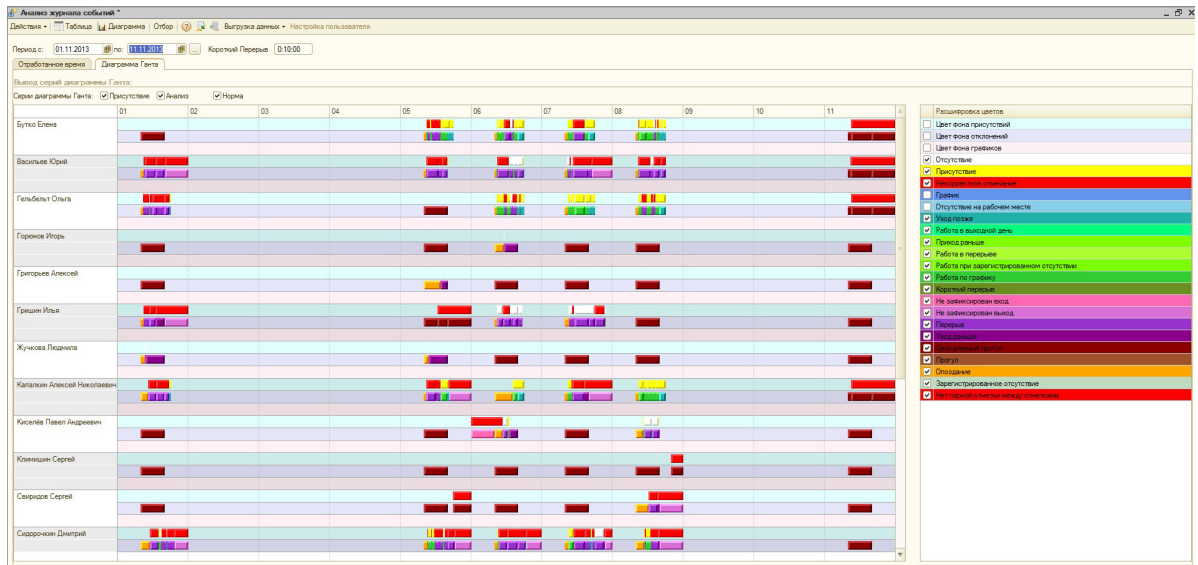 Анализ журнала событий *
Действия Таблица Диаграмма Отбор Выгрузка данных Настройка пользователя
Период с: 01.11.2013 по: 11.11.2013 ... Короткий Перерыв 0:10:00
Отработанное время Диаграмма Ганта
Вывод серий диаграммы Ганта:
Серии диаграммы Ганта: Присутствие Анализ Норма
01 02 03 04 05 06 07 08 09 10 11
Бутко Елена
Васильев Юрий
Гельбельт Ольга
Горюнов Игорь
Григорьев Алексей
Гришин Илья
Жучкова Людмила
Капалкин Алексей Николаевич
Киселёв Павел Андреевич
Климишин Сергей
Свиридов Сергей
Сидорочкин Дмитрий
Расшифровка цветов
Цвет фона присутствий
Цвет фона отклонений
Цвет фона графиков
Отсутствие
Присутствие
Некорректное отмечание
График
Отсутствие на рабочем месте
Уход позже
Работа в выходной день
Приход раньше
Работа в перерыве
Работа при зарегистрированном отсутствии
Работа по графику
Короткий перерыв
Не зафиксирован вход
Не зафиксирован выход
Перерыв
Уход раньше
прогул
Прогул
Опоздание
Зарегистрированное отсутствие
Нет парной отметки между отметками